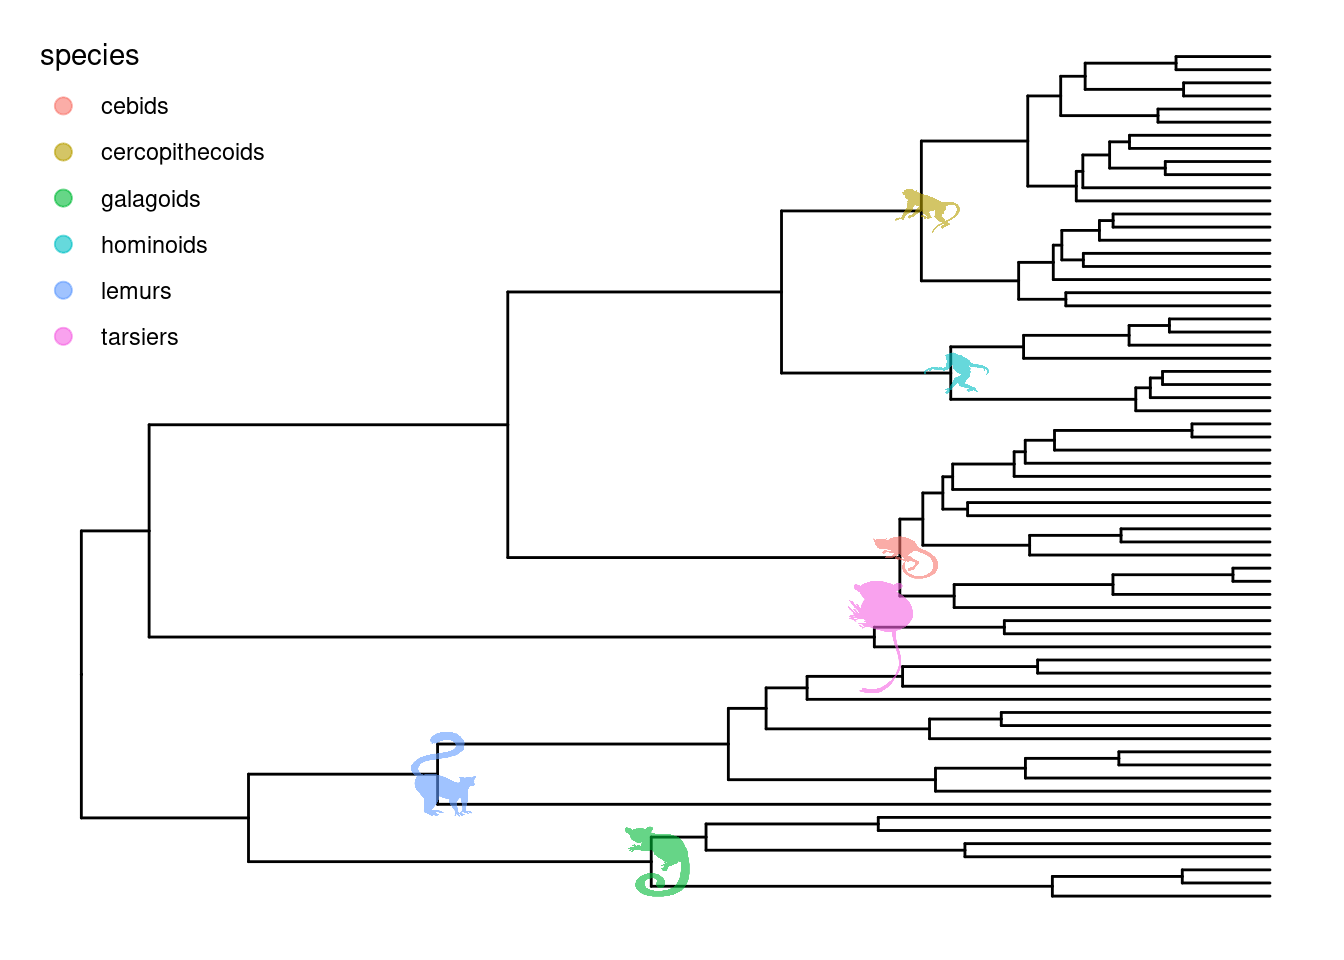 species
cebids
cercopithecoids
galagoids
hominoids
lemurs
tarsiers